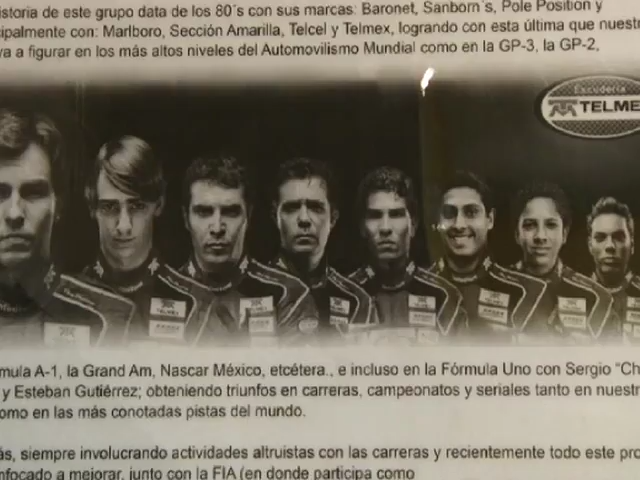 istoria de este grupo data de los 80´s con sus marcas: Baronet, Sanborn´s, Pole Position y
cipalmente con: Marlboro, Sección Amarilla, Telcel y Telmex, logrando con esta última que nuestr
va a figurar en los más altos niveles del Automovilismo Mundial como en la GP-3, la GP-2,
Escudería
TELMEX
TELMEX
TELMEX
mula A-1, la Grand Am, Nascar México, etcétera., e incluso en la Fórmula Uno con Sergio “Ch
y Esteban Gutiérrez; obteniendo triunfos en carreras, campeonatos y seriales tanto en nuestr
omo en las más conotadas pistas del mundo.
ás, siempre involucrando actividades altruistas con las carreras y recientemente todo este pro
nfocado a mejorar, junto con la FIA (en donde participa como